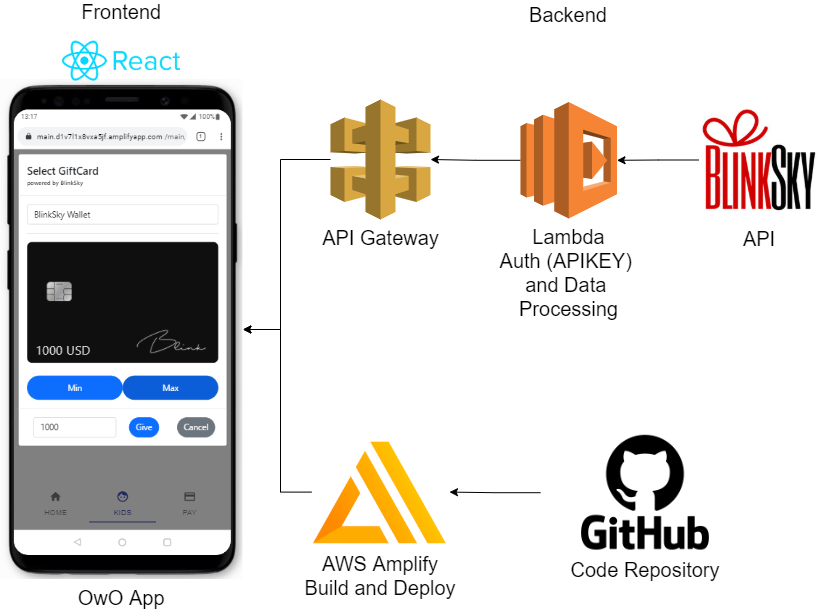 Frontend
Backend
React
13:17
100%
main.d1v7l1x8vxa5jf.amplifyapp.com/main,
1
Select GiftCard
powered by BlinkSky
BlinkSky Wallet
1000 USD
Blink
Min
Max
1000
Give
Cancel
HOME
KIDS
PAY
OwO App
API Gateway
Lambda
Auth (APIKEY)
and Data
Processing
BLINKSKY
API
AWS Amplify
Build and Deploy
GitHub
Code Repository